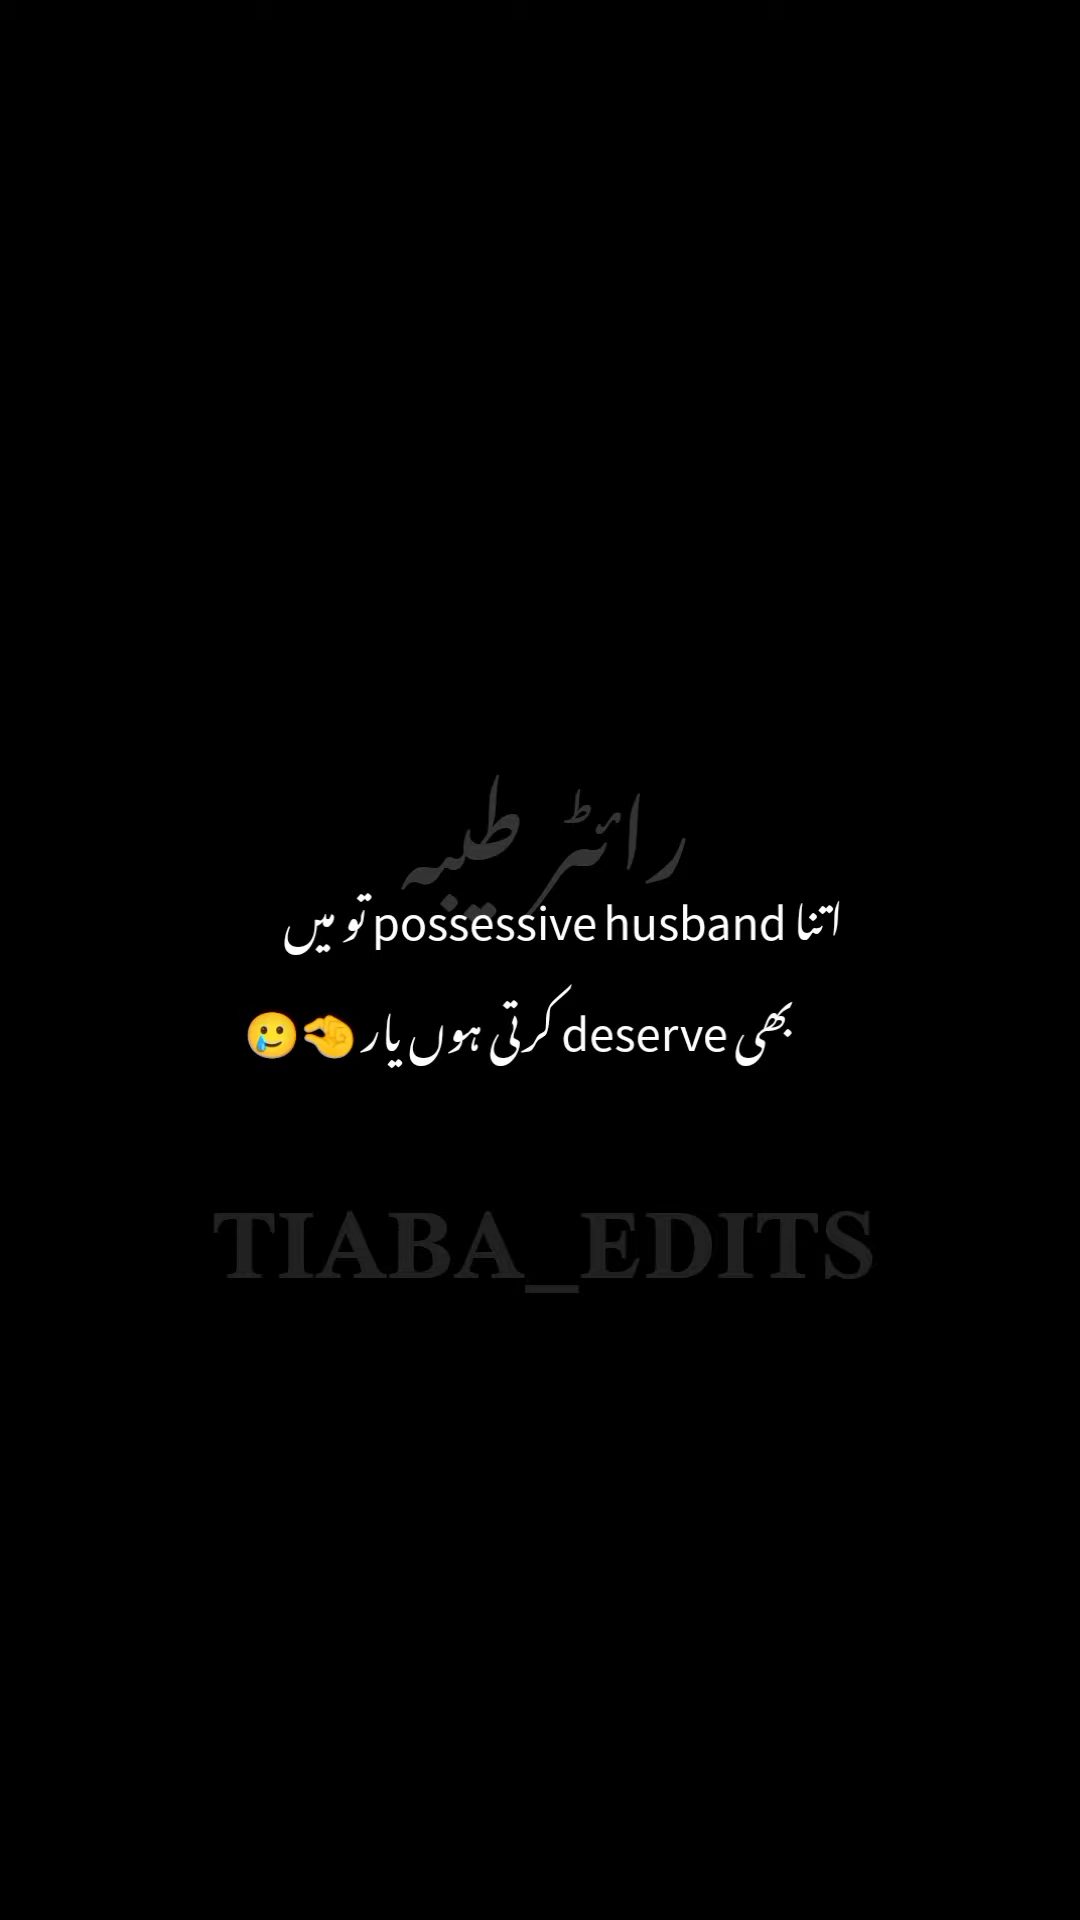 رائٹر طیبہ
اتنا possessive husband تو میں
بھی deserve کرتی ہوں یار 🤏🥲
TIABA_EDITS